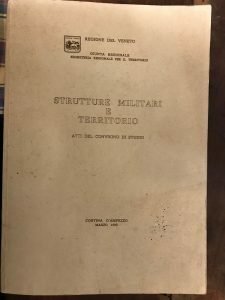 REGIONE DEL VENETO
GIUNTA REGIONALE
SEGRETERIA REGIONALE PER IL TERRITORIO
STRUTTURE MILITARI
E
TERRITORIO
ATTI DEL CONVEGNO DI STUDIO
CORTINA D'AMPEZZO
MARZO